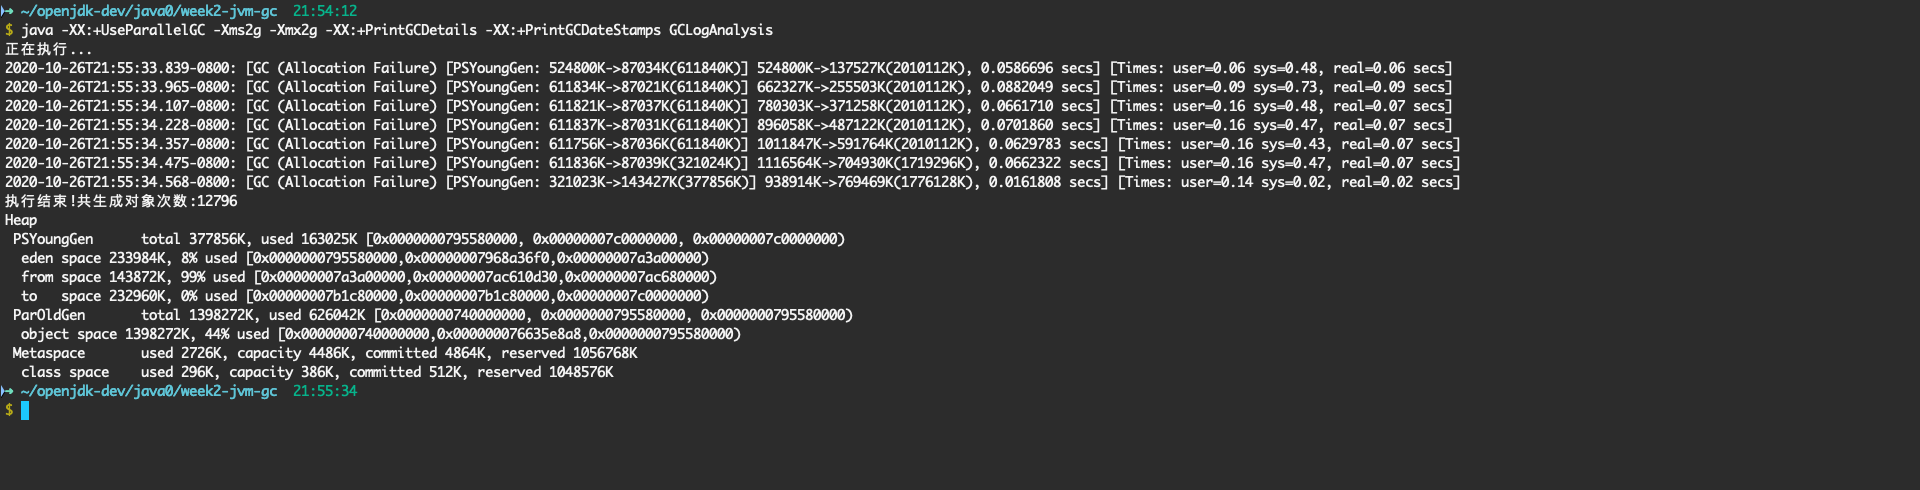 ➜ ~/openjdk-dev/java0/week2-jvm-gc 21:54:12
$ java -XX:+UseParallelGC -Xms2g -Xmx2g -XX:+PrintGCDetails -XX:+PrintGCDateStamps GCLogAnalysis
正在执行...
2020-10-26T21:55:33.839-0800: [GC (Allocation Failure) [PSYoungGen: 524800K->87034K(611840K)] 524800K->137527K(2010112K), 0.0586696 secs] [Times: user=0.06 sys=0.48, real=0.06 secs]
2020-10-26T21:55:33.965-0800: [GC (Allocation Failure) [PSYoungGen: 611834K->87021K(611840K)] 662327K->255503K(2010112K), 0.0882049 secs] [Times: user=0.09 sys=0.73, real=0.09 secs]
2020-10-26T21:55:34.107-0800: [GC (Allocation Failure) [PSYoungGen: 611821K->87037K(611840K)] 780303K->371258K(2010112K), 0.0661710 secs] [Times: user=0.16 sys=0.48, real=0.07 secs]
2020-10-26T21:55:34.228-0800: [GC (Allocation Failure) [PSYoungGen: 611837K->87031K(611840K)] 896058K->487122K(2010112K), 0.0701860 secs] [Times: user=0.16 sys=0.47, real=0.07 secs]
2020-10-26T21:55:34.357-0800: [GC (Allocation Failure) [PSYoungGen: 611756K->87036K(611840K)] 1011847K->591764K(2010112K), 0.0629783 secs] [Times: user=0.16 sys=0.43, real=0.07 secs]
2020-10-26T21:55:34.475-0800: [GC (Allocation Failure) [PSYoungGen: 611836K->87039K(321024K)] 1116564K->704930K(1719296K), 0.0662322 secs] [Times: user=0.16 sys=0.47, real=0.07 secs]
2020-10-26T21:55:34.568-0800: [GC (Allocation Failure) [PSYoungGen: 321023K->143427K(377856K)] 938914K->769469K(1776128K), 0.0161808 secs] [Times: user=0.14 sys=0.02, real=0.02 secs]
执行结束!共生成对象次数:12796
Heap
PSYoungGen total 377856K, used 163025K [0x0000000795580000, 0x00000007c0000000, 0x00000007c0000000)
eden space 233984K, 8% used [0x0000000795580000,0x00000007968a36f0,0x00000007a3a00000)
from space 143872K, 99% used [0x00000007a3a00000,0x00000007ac610d30,0x00000007ac680000)
to space 232960K, 0% used [0x00000007b1c80000,0x00000007b1c80000,0x00000007c0000000)
ParOldGen total 1398272K, used 626042K [0x0000000740000000, 0x0000000795580000, 0x0000000795580000)
object space 1398272K, 44% used [0x0000000740000000,0x000000076635e8a8,0x0000000795580000)
Metaspace used 2726K, capacity 4486K, committed 4864K, reserved 1056768K
class space used 296K, capacity 386K, committed 512K, reserved 1048576K
➜ ~/openjdk-dev/java0/week2-jvm-gc 21:55:34
$